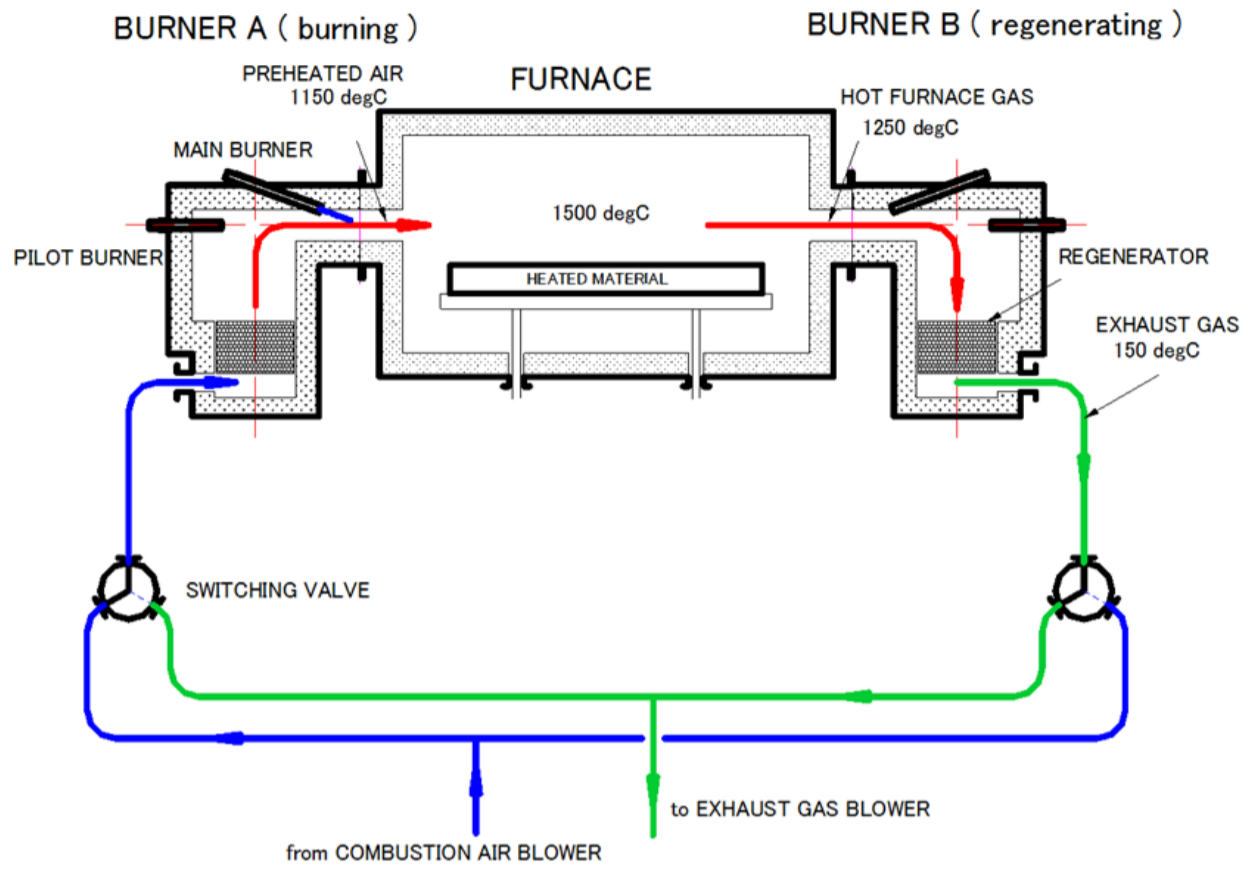 BURNER A ( burning )
BURNER B ( regenerating )
PREHEATED AIR
1150 degC
FURNACE
HOT FURNACE GAS
1250 degC
MAIN BURNER
1500 degC
PILOT BURNER
REGENERATOR
HEATED MATERIAL
EXHAUST GAS
150 degC
SWITCHING VALVE
to EXHAUST GAS BLOWER
from COMBUSTION AIR BLOWER